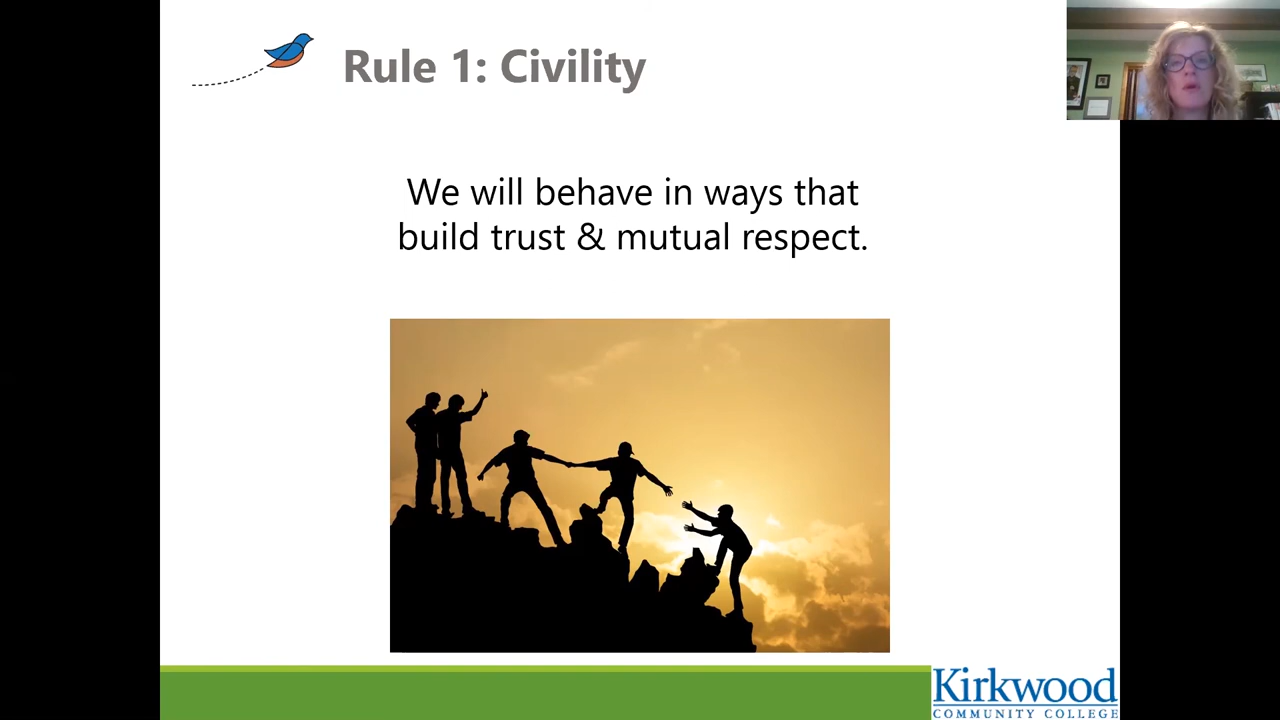 Rule 1: Civility
We will behave in ways that
build trust & mutual respect.
Kirkwood
COMMUNITY COLLEGE